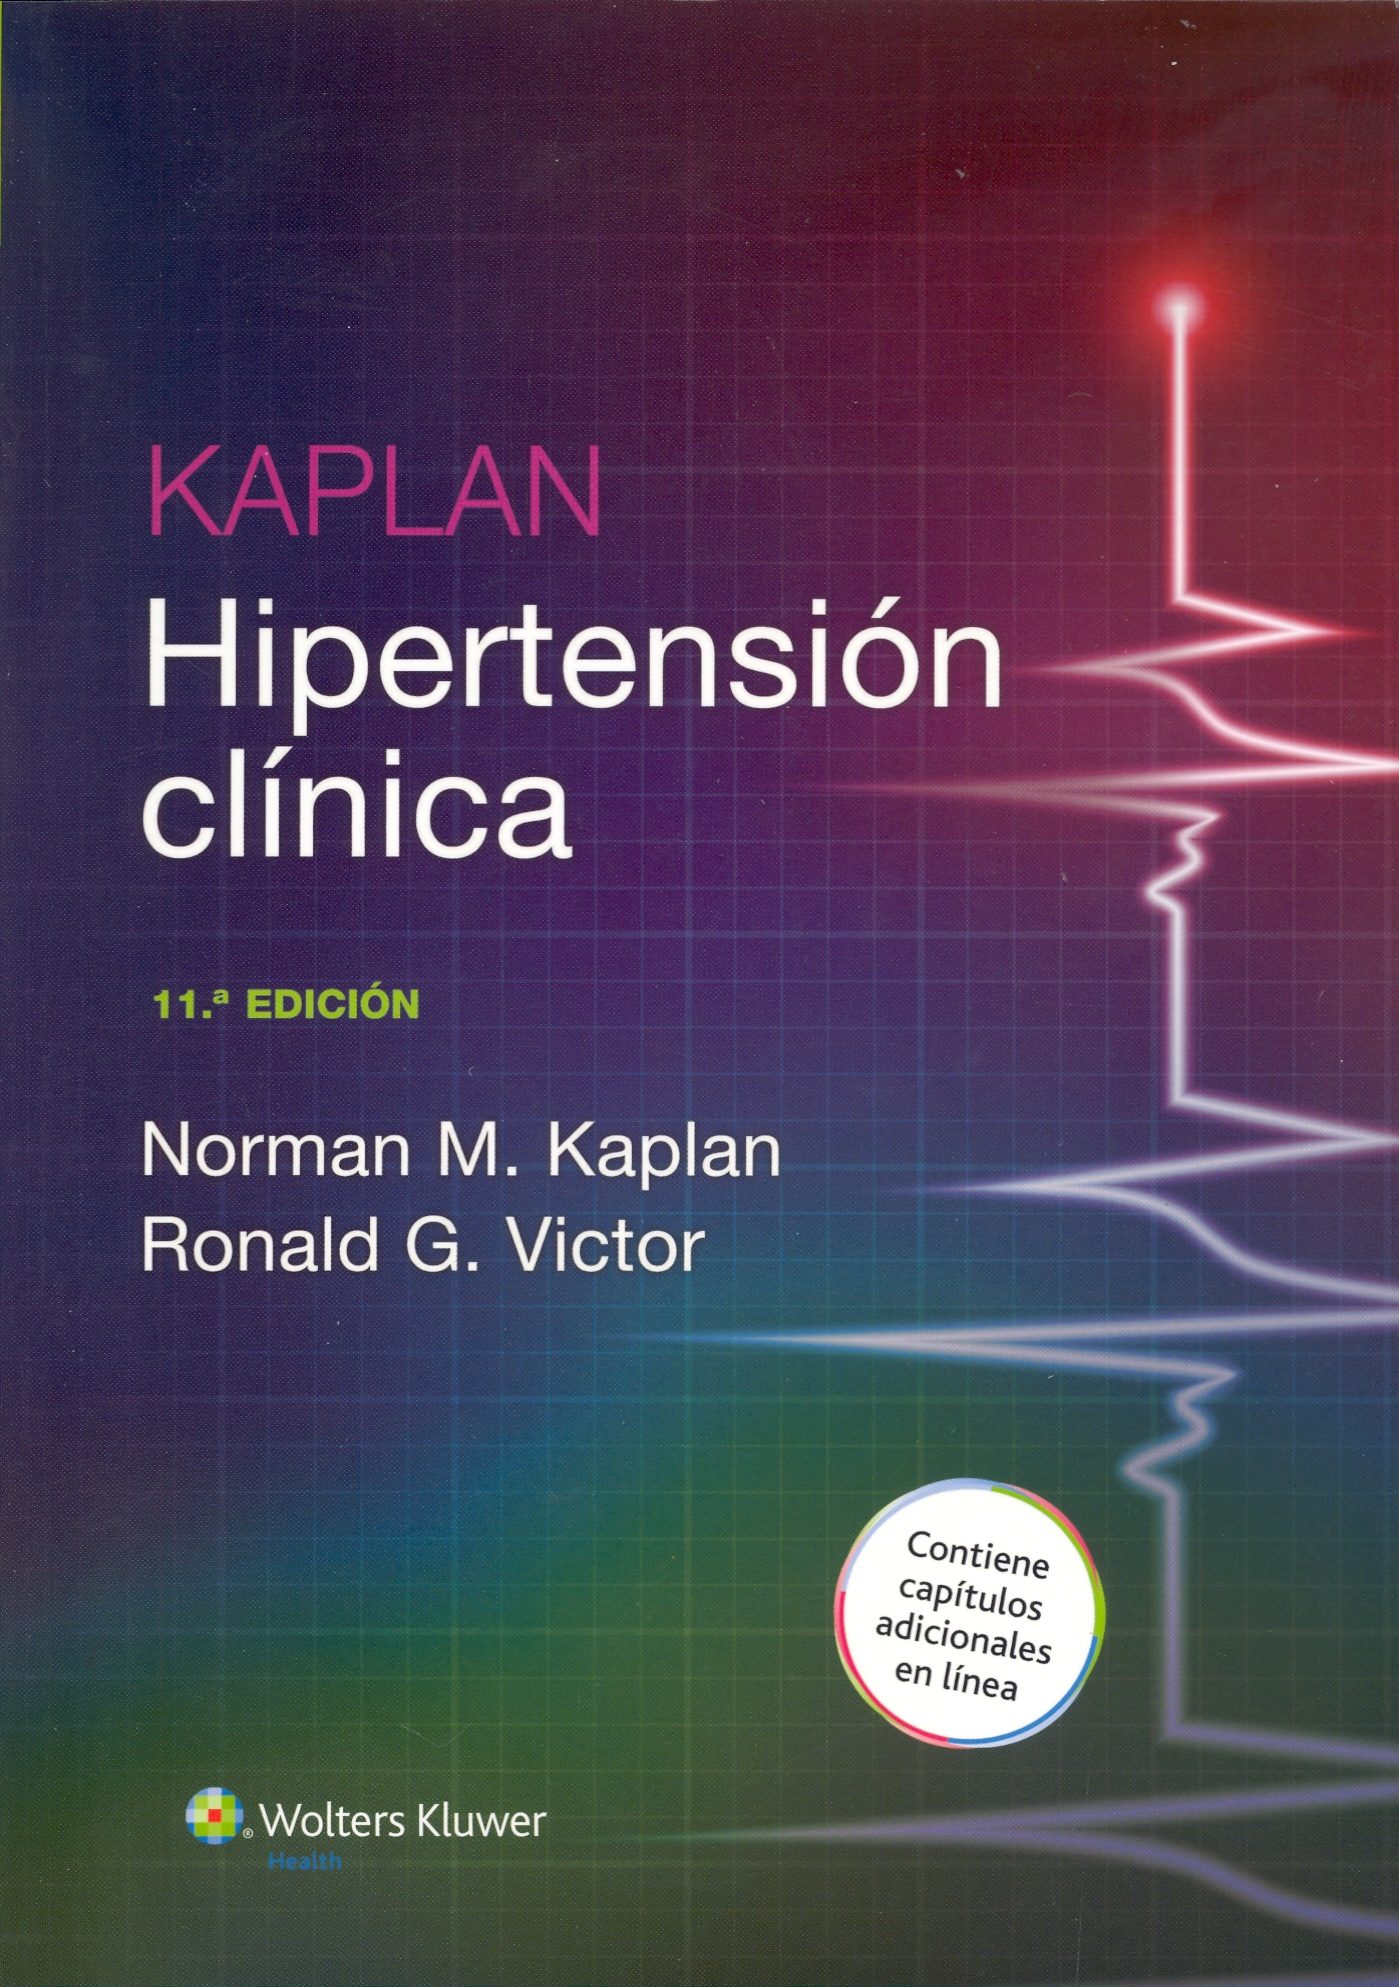 KAPLAN
Hipertensión
clínica
11.ª EDICIÓN
Norman M. Kaplan
Ronald G. Victor
Contiene
capítulos
adicionales
en línea
® Wolters Kluwer
Health